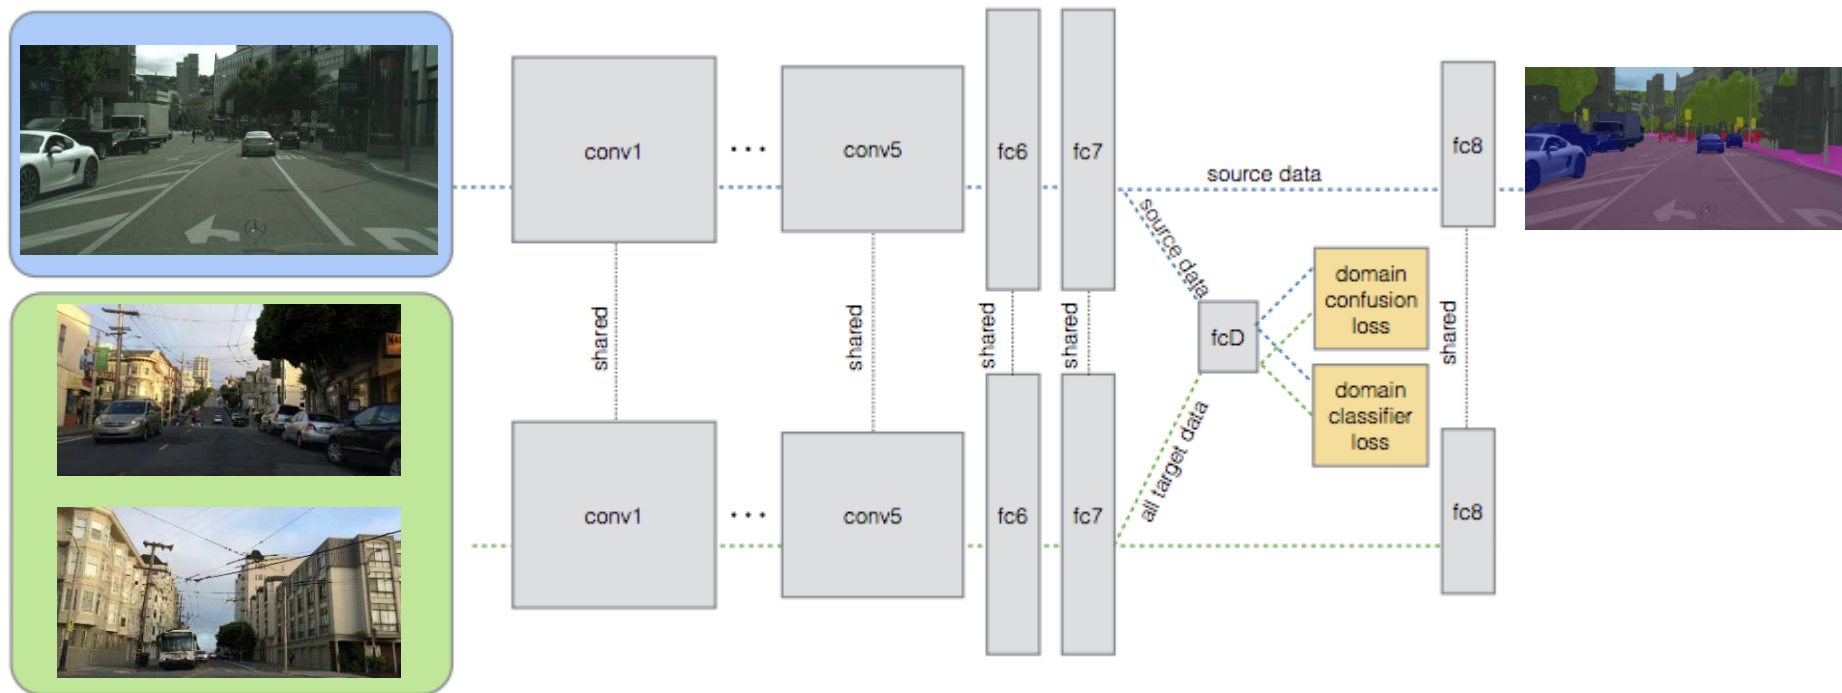 conv1
...
conv5
fc6
fc7
source data
fc8
source data
shared
shared
shared
shared
fcD
domain
confusion
loss
domain
classifier
loss
shared
all target data
conv1
...
conv5
fc6
fc7
fc8